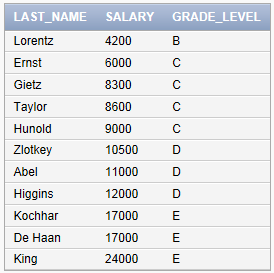 LAST_NAME SALARY GRADE_LEVEL
Lorentz 4200 B
Ernst 6000 C
Gietz 8300 C
Taylor 8600 C
Hunold 9000 C
Zlotkey 10500 D
Abel 11000 D
Higgins 12000 D
Kochhar 17000 E
De Haan 17000 E
King 24000 E